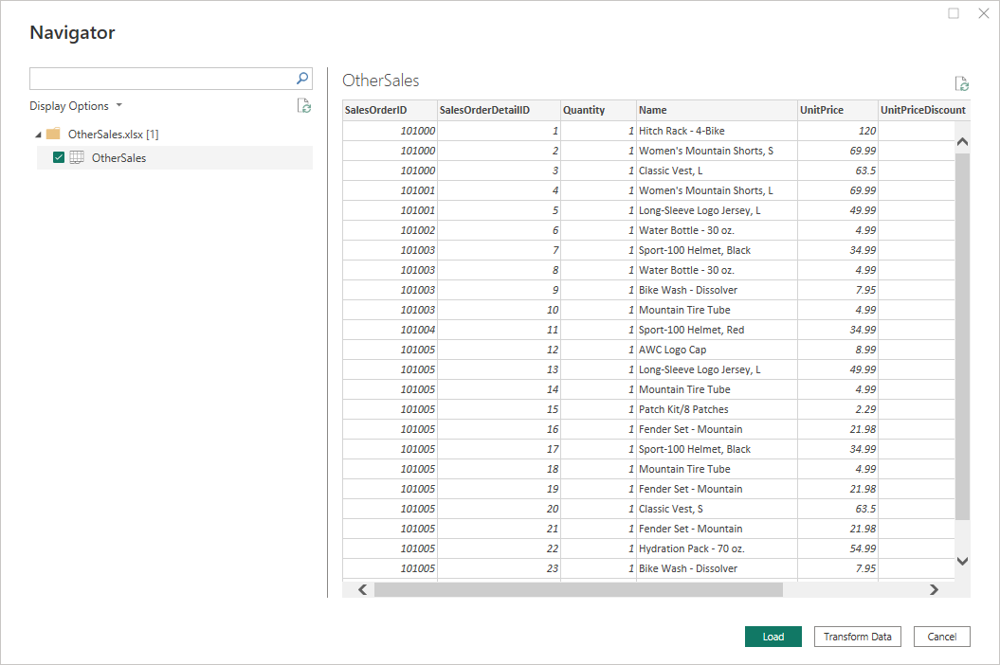 Navigator
Display Options
OtherSales.xlsx [1]
OtherSales
OtherSales
SalesOrderID SalesOrderDetailID Quantity Name UnitPrice UnitPriceDiscount
101000 1 1 Hitch Rack - 4-Bike 120
101000 2 1 Women's Mountain Shorts, S 69.99
101000 3 1 Classic Vest, L 63.5
101001 4 1 Women's Mountain Shorts, L 69.99
101001 5 1 Long-Sleeve Logo Jersey, L 49.99
101002 6 1 Water Bottle - 30 oz. 4.99
101003 7 1 Sport-100 Helmet, Black 34.99
101003 8 1 Water Bottle - 30 oz. 4.99
101003 9 1 Bike Wash - Dissolver 7.95
101003 10 1 Mountain Tire Tube 4.99
101004 11 1 Sport-100 Helmet, Red 34.99
101005 12 1 AWC Logo Cap 8.99
101005 13 1 Long-Sleeve Logo Jersey, L 49.99
101005 14 1 Mountain Tire Tube 4.99
101005 15 1 Patch Kit/8 Patches 2.29
101005 16 1 Fender Set - Mountain 21.98
101005 17 1 Sport-100 Helmet, Black 34.99
101005 18 1 Mountain Tire Tube 4.99
101005 19 1 Fender Set - Mountain 21.98
101005 20 1 Classic Vest, S 63.5
101005 21 1 Fender Set - Mountain 21.98
101005 22 1 Hydration Pack - 70 oz. 54.99
101005 23 1 Bike Wash - Dissolver 7.95
Load Transform Data Cancel